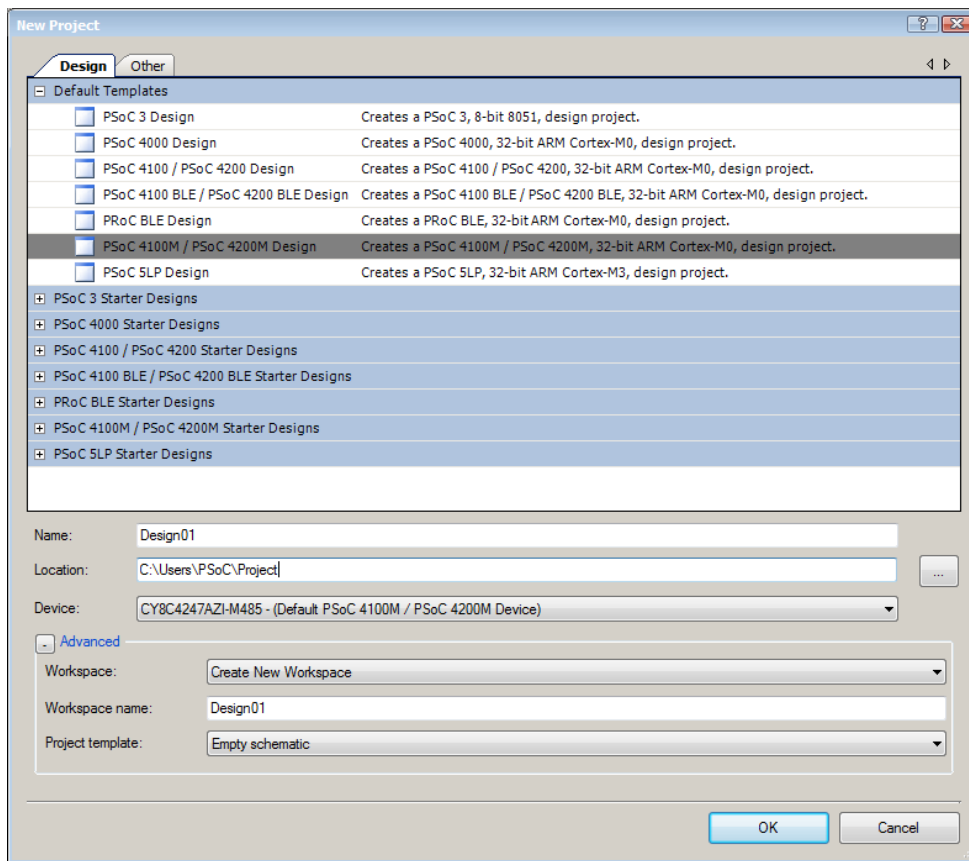 New Project
Design Other
Default Templates
PSoC 3 Design Creates a PSoC 3, 8-bit 8051, design project.
PSoC 4000 Design Creates a PSoC 4000, 32-bit ARM Cortex-M0, design project.
PSoC 4100 / PSoC 4200 Design Creates a PSoC 4100 / PSoC 4200, 32-bit ARM Cortex-M0, design project.
PSoC 4100 BLE / PSoC 4200 BLE Design Creates a PSoC 4100 BLE / PSoC 4200 BLE, 32-bit ARM Cortex-M0, design project.
PRoC BLE Design Creates a PRoC BLE, 32-bit ARM Cortex-M0, design project.
PSoC 4100M / PSoC 4200M Design Creates a PSoC 4100M / PSoC 4200M, 32-bit ARM Cortex-M0, design project.
PSoC 5LP Design Creates a PSoC 5LP, 32-bit ARM Cortex-M3, design project.
PSoC 3 Starter Designs
PSoC 4000 Starter Designs
PSoC 4100 / PSoC 4200 Starter Designs
PSoC 4100 BLE / PSoC 4200 BLE Starter Designs
PRoC BLE Starter Designs
PSoC 4100M / PSoC 4200M Starter Designs
PSoC 5LP Starter Designs
Name: Design01
Location: C:\Users\PSoC\Project ...
Device: CY8C4247AZI-M485 - (Default PSoC 4100M / PSoC 4200M Device)
Advanced
Workspace: Create New Workspace
Workspace name: Design01
Project template: Empty schematic
OK Cancel